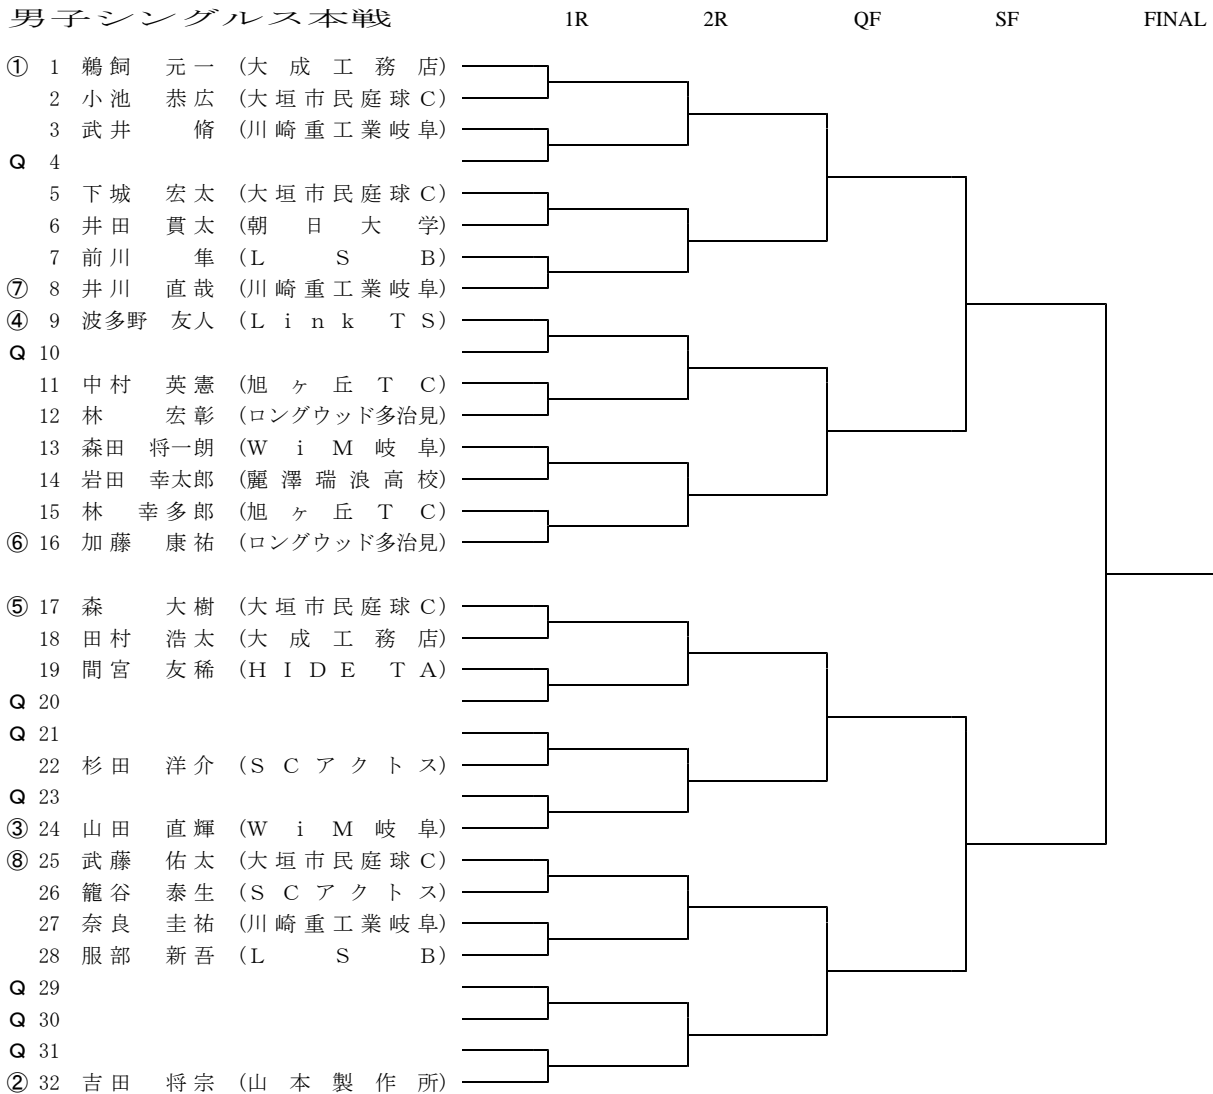 男子シングルス本戦 1R 2R QF SF FINAL
① 1 鵜飼 元一 (大成工務店)
2 小池 恭広 (大垣市民庭球C)
3 武井 脩 (川崎重工業岐阜)
Q 4
5 下城 宏太 (大垣市民庭球C)
6 井田 貫太 (朝日大学)
7 前川 隼 (LSB)
⑦ 8 井川 直哉 (川崎重工業岐阜)
④ 9 波多野 友人 (Link TS)
Q 10
11 中村 英憲 (旭ヶ丘TC)
12 林 宏彰 (ロングウッド多治見)
13 森田 将一朗 (WiM岐阜)
14 岩田 幸太郎 (麗澤瑞浪高校)
15 林 幸多郎 (旭ヶ丘TC)
⑥ 16 加藤 康祐 (ロングウッド多治見)
⑤ 17 森 大樹 (大垣市民庭球C)
18 田村 浩太 (大成工務店)
19 間宮 友稀 (HIDE TA)
Q 20
Q 21
22 杉田 洋介 (SCアクトス)
Q 23
③ 24 山田 直輝 (WiM岐阜)
⑧ 25 武藤 佑太 (大垣市民庭球C)
26 籠谷 泰生 (SCアクトス)
27 奈良 圭祐 (川崎重工業岐阜)
28 服部 新吾 (LSB)
Q 29
Q 30
Q 31
② 32 吉田 将宗 (山本製作所)